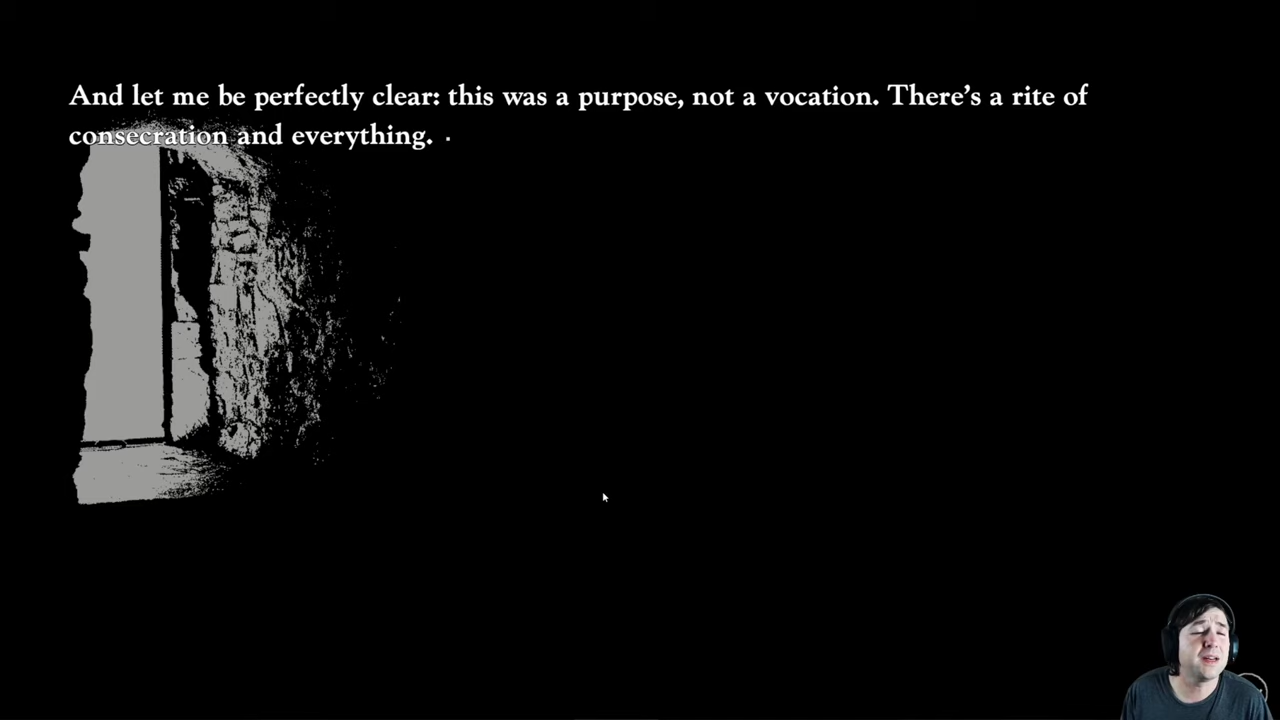 And let me be perfectly clear: this was a purpose, not a vocation. There’s a rite of
consecration and everything.